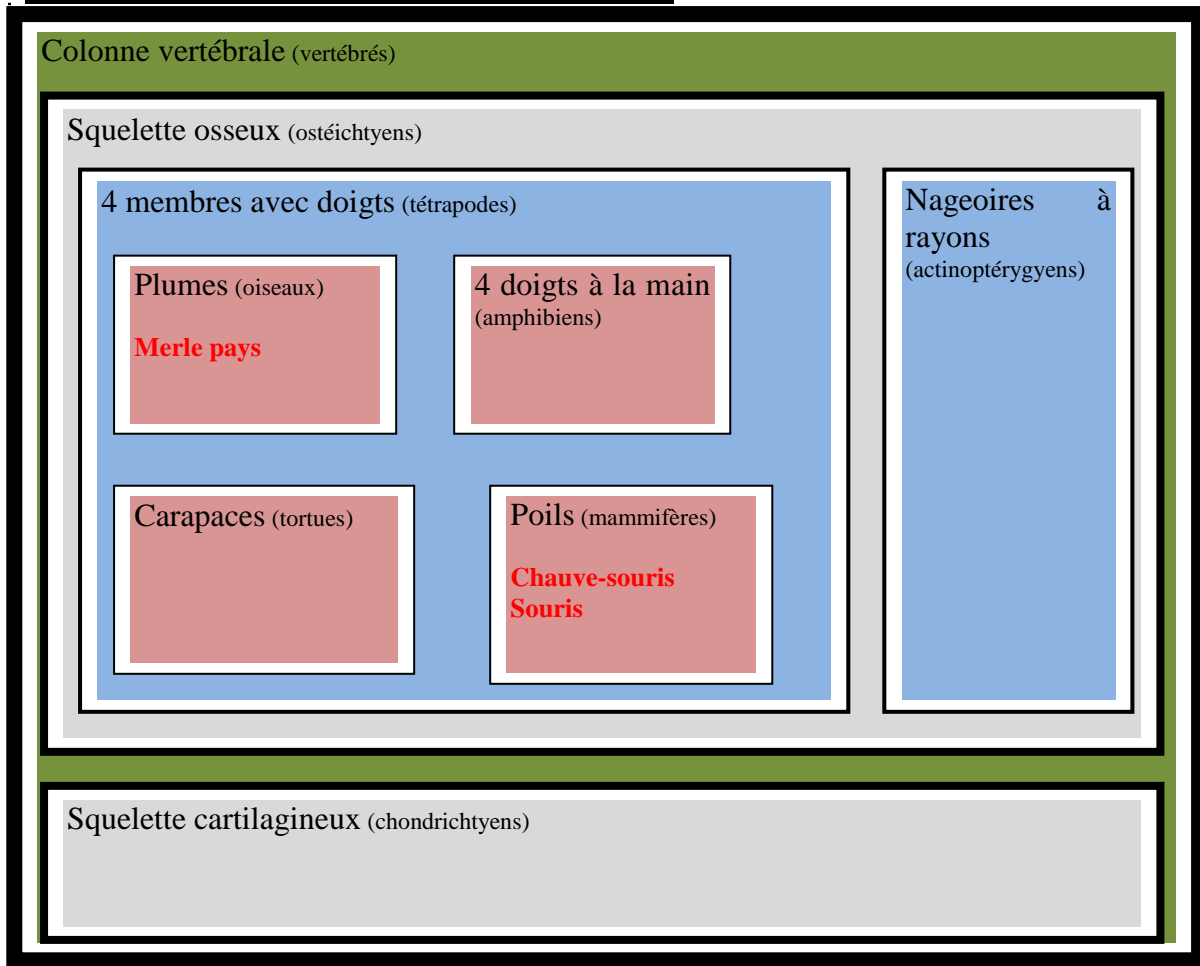 Colonne vertébrale (vertébrés)
Squelette osseux (ostéichtyens)
4 membres avec doigts (tétrapodes)
Nageoires à
rayons
(actinoptérygyens)
Plumes (oiseaux)
Merle pays
4 doigts à la main
(amphibiens)
Carapaces (tortues)
Poils (mammifères)
Chauve-souris
Souris
Squelette cartilagineux (chondrichtyens)